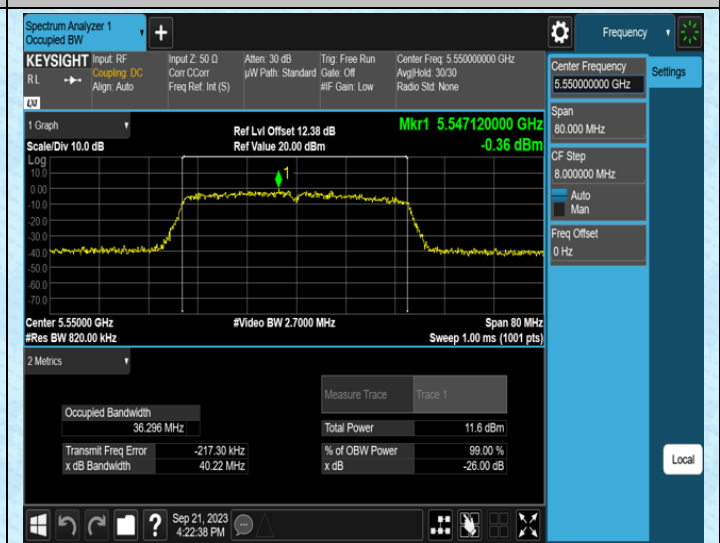 Spectrum Analyzer 1
Occupied BW
Frequency
KEYSIGHT
R L
LXI
Input: RF
Coupling: DC
Align: Auto
Input Z: 50 Ω
Corr CCorr
Freq Ref: Int (S)
Atten: 30 dB
µW Path: Standard
Trig: Free Run
Gate: Off
#IF Gain: Low
Center Freq: 5.550000000 GHz
Avg|Hold: 30/30
Radio Std: None
Center Frequency
5.550000000 GHz
Settings
Span
80.000 MHz
CF Step
8.000000 MHz
Auto
Man
Freq Offset
0 Hz
Local
1 Graph
Scale/Div 10.0 dB
Ref Lvl Offset 12.38 dB
Ref Value 20.00 dBm
Mkr1 5.547120000 GHz
-0.36 dBm
Log
10.0
0.00
-10.0
-20.0
-30.0
-40.0
-50.0
-60.0
-70.0
1
Center 5.55000 GHz
#Res BW 820.00 kHz
#Video BW 2.7000 MHz
Span 80 MHz
Sweep 1.00 ms (1001 pts)
2 Metrics
Measure Trace
Trace 1
Occupied Bandwidth
36.296 MHz
Total Power
11.6 dBm
Transmit Freq Error
-217.30 kHz
% of OBW Power
99.00 %
x dB Bandwidth
40.22 MHz
x dB
-26.00 dB
?
Sep 21, 2023
4:22:38 PM